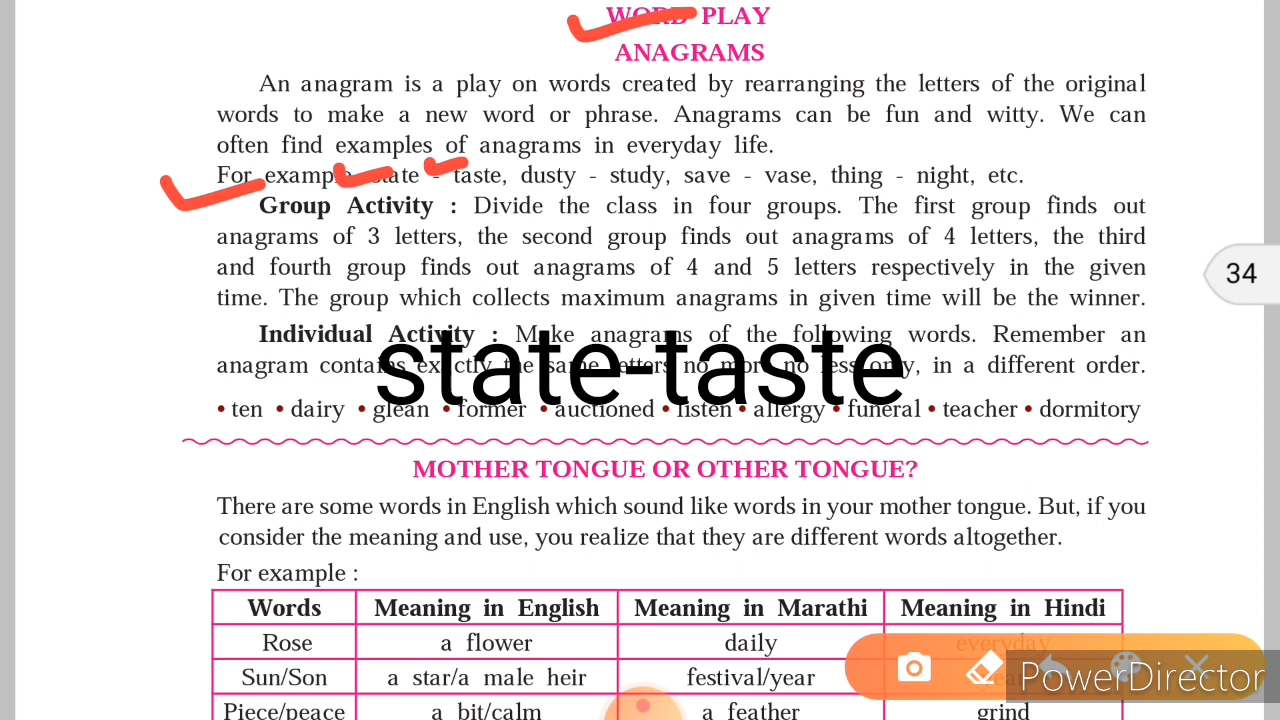 WORD PLAY
ANAGRAMS
An anagram is a play on words created by rearranging the letters of the original
words to make a new word or phrase. Anagrams can be fun and witty. We can
often find examples of anagrams in everyday life.
For example state - taste, dusty - study, save - vase, thing - night, etc.
Group Activity : Divide the class in four groups. The first group finds out
anagrams of 3 letters, the second group finds out anagrams of 4 letters, the third
and fourth group finds out anagrams of 4 and 5 letters respectively in the given
time. The group which collects maximum anagrams in given time will be the winner.
34
Individual Activity : Make anagrams of the following words. Remember an
anagram contains exactly the same letters no more no less only, in a different order.
state-taste
• ten • dairy • glean • former • auctioned • listen • allergy • funeral • teacher • dormitory
MOTHER TONGUE OR OTHER TONGUE?
There are some words in English which sound like words in your mother tongue. But, if you
consider the meaning and use, you realize that they are different words altogether.
For example :
Words Meaning in English Meaning in Marathi Meaning in Hindi
Rose a flower daily everyday
Sun/Son a star/a male heir festival/year
Piece/peace a bit/calm a feather grind
PowerDirector